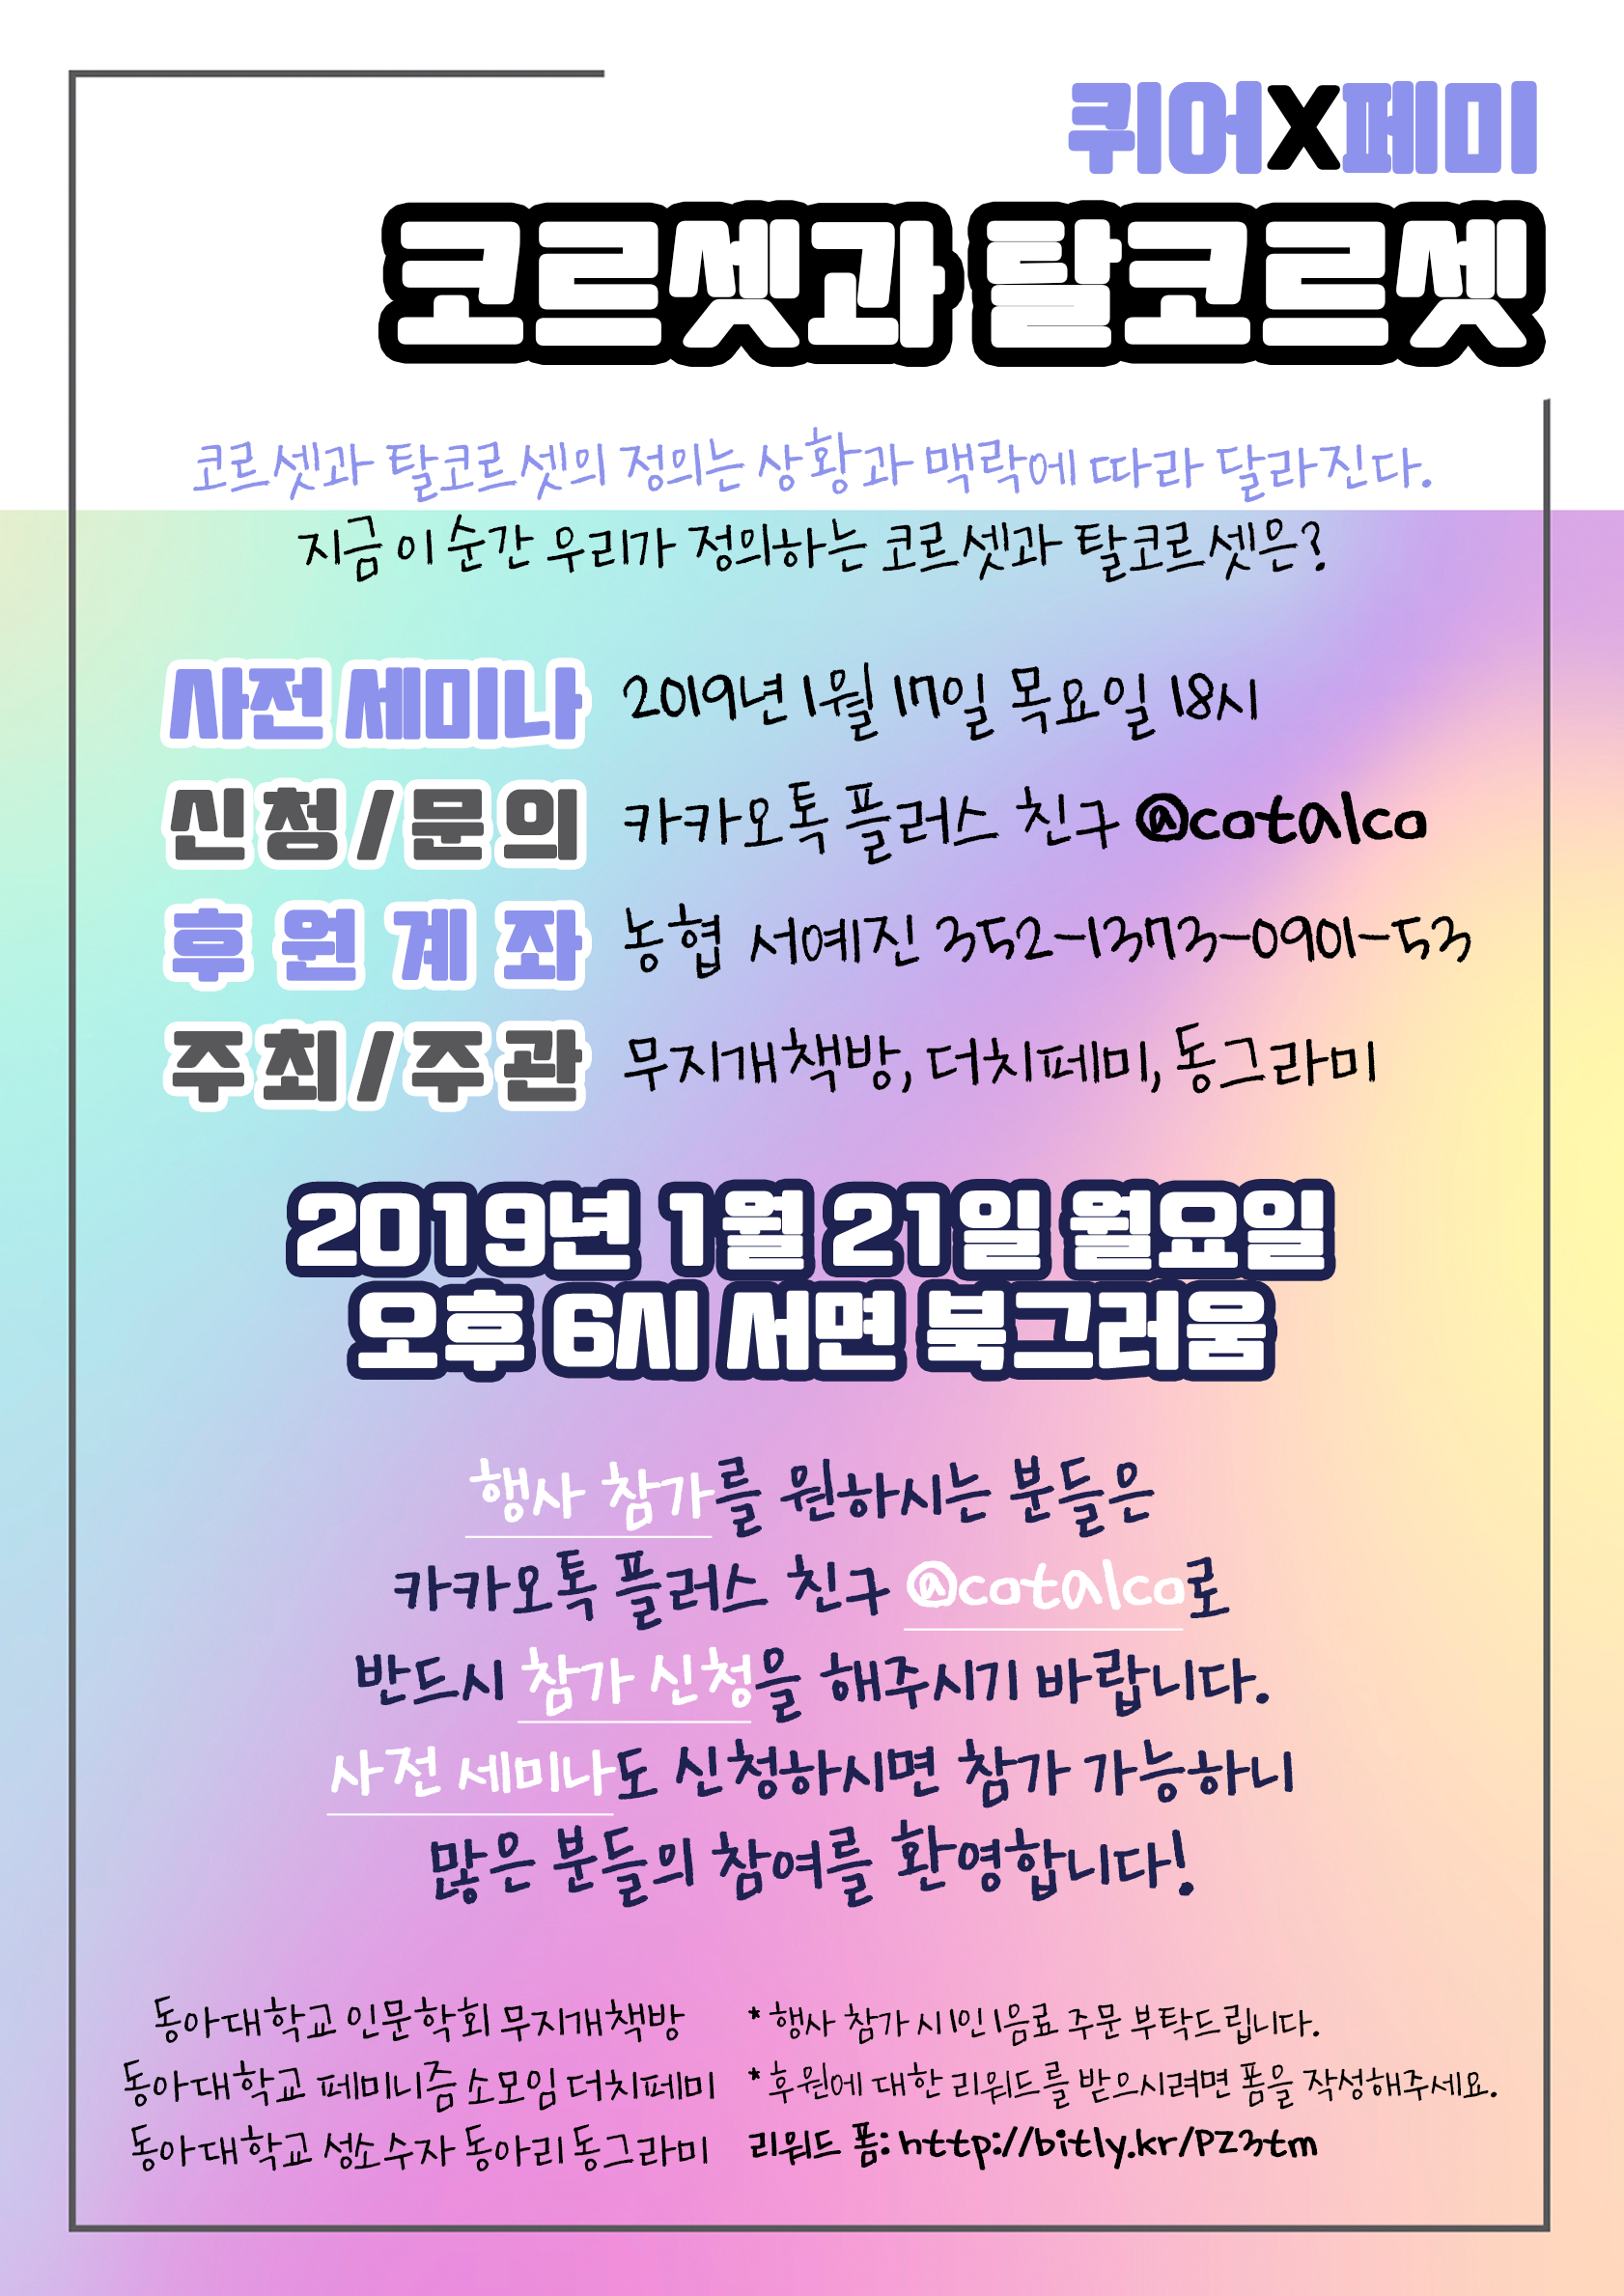 퀴어X페미
코르셋과 탈코르셋
코르셋과 탈코르셋의 정의는 상황과 맥락에 따라 달라진다.
지금 이 순간 우리가 정의하는 코르셋과 탈코르셋은?
사전 세미나 2019년 1월 17일 목요일 18시
신청/문의 카카오톡 플러스 친구 @cotalco
후원계좌 농협 서예진 352-1373-0901-53
주최/주관 무지개책방, 더치페미, 동그라미
2019년 1월 21일 월요일
오후 6시 서면 북그러움
행사 참가를 원하시는 분들은
카카오톡 플러스 친구 @cotalco로
반드시 참가 신청을 해주시기 바랍니다.
사전 세미나도 신청하시면 참가 가능하니
많은 분들의 참여를 환영합니다!
동아대학교 인문학회 무지개책방
동아대학교 페미니즘 소모임 더치페미
동아대학교 성소수자 동아리 동그라미
* 행사 참가 시 1인 1음료 주문 부탁드립니다.
* 후원에 대한 리워드를 받으시려면 폼을 작성해주세요.
리워드 폼: http://bitly.kr/PZ3tm